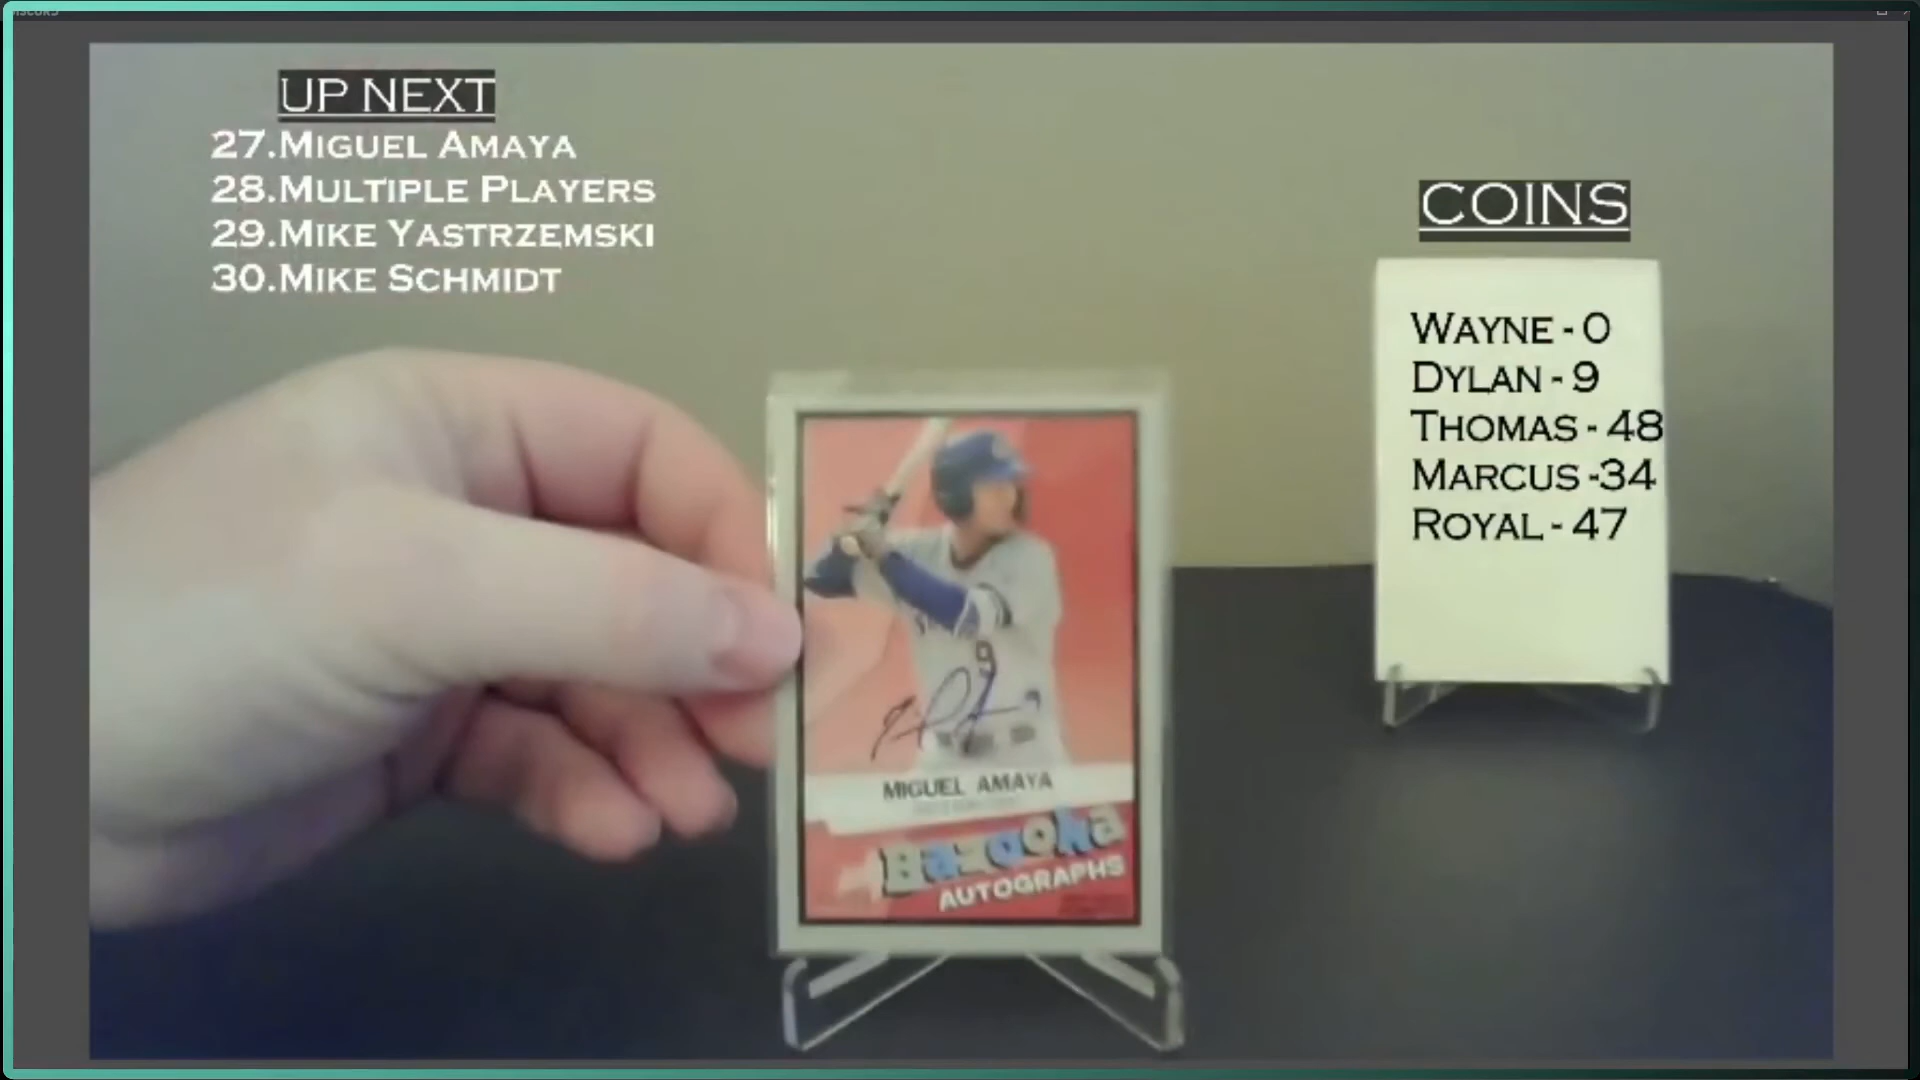 UP NEXT
27.Miguel Amaya
28.Multiple Players
29.Mike Yastrzemski
30.Mike Schmidt
COINS
Wayne - 0
Dylan - 9
Thomas - 48
Marcus -34
Royal - 47
9
MIGUEL AMAYA
Bazooka
AUTOGRAPHS